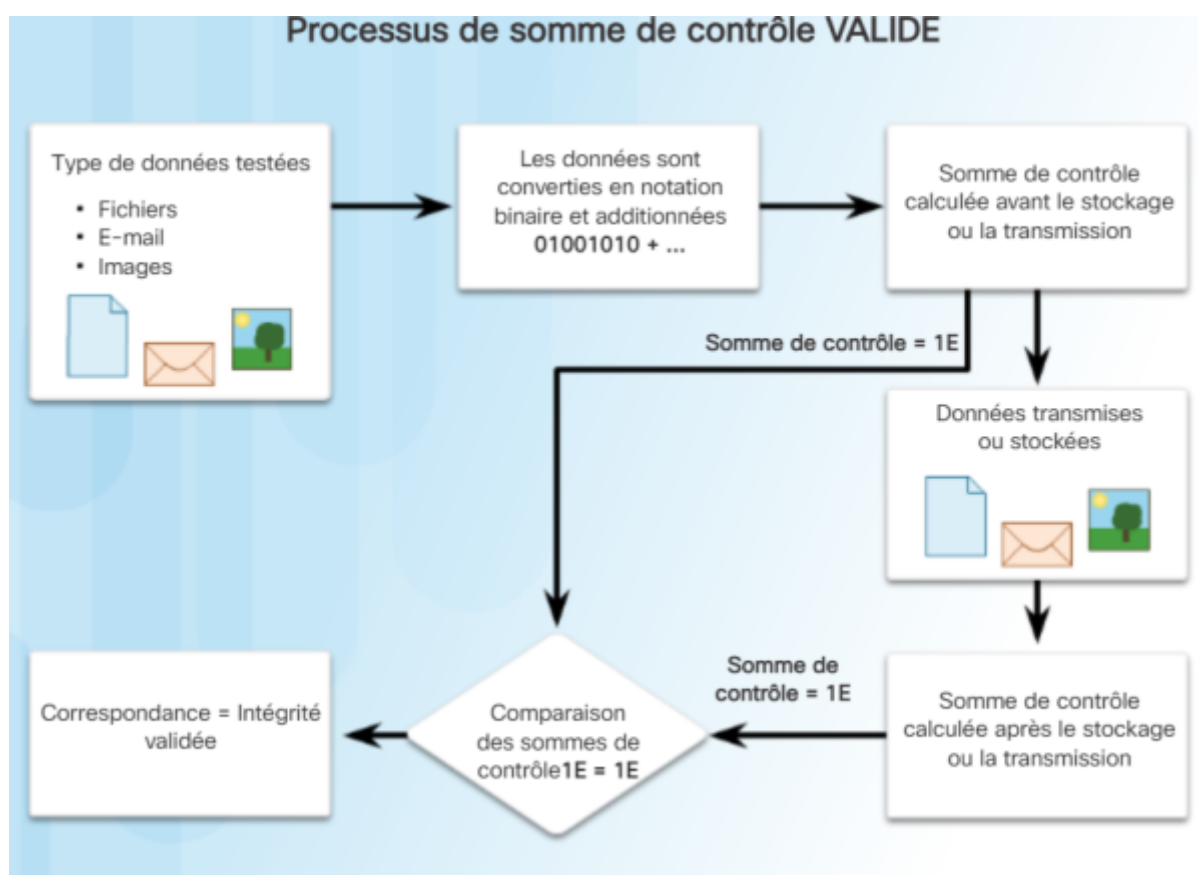 Processus de somme de contrôle VALIDE
Type de données testées
• Fichiers
• E-mail
• Images
Les données sont
converties en notation
binaire et additionnées
01001010 + ...
Somme de contrôle
calculée avant le stockage
ou la transmission
Somme de contrôle = 1E
Données transmises
ou stockées
Somme de contrôle
calculée après le stockage
ou la transmission
Somme de
contrôle = 1E
Comparaison
des sommes de
contrôle1E = 1E
Correspondance = Intégrité
validée